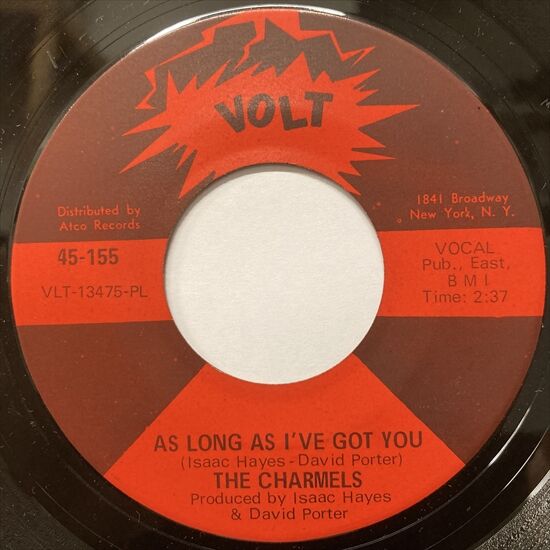 VOLT
Distributed by
Atco Records
1841 Broadway
New York, N. Y.
45-155
VLT-13475-PL
VOCAL
Pub., East,
B M I
Time: 2:37
AS LONG AS I'VE GOT YOU
(Isaac Hayes - David Porter)
THE CHARMELS
Produced by Isaac Hayes
& David Porter